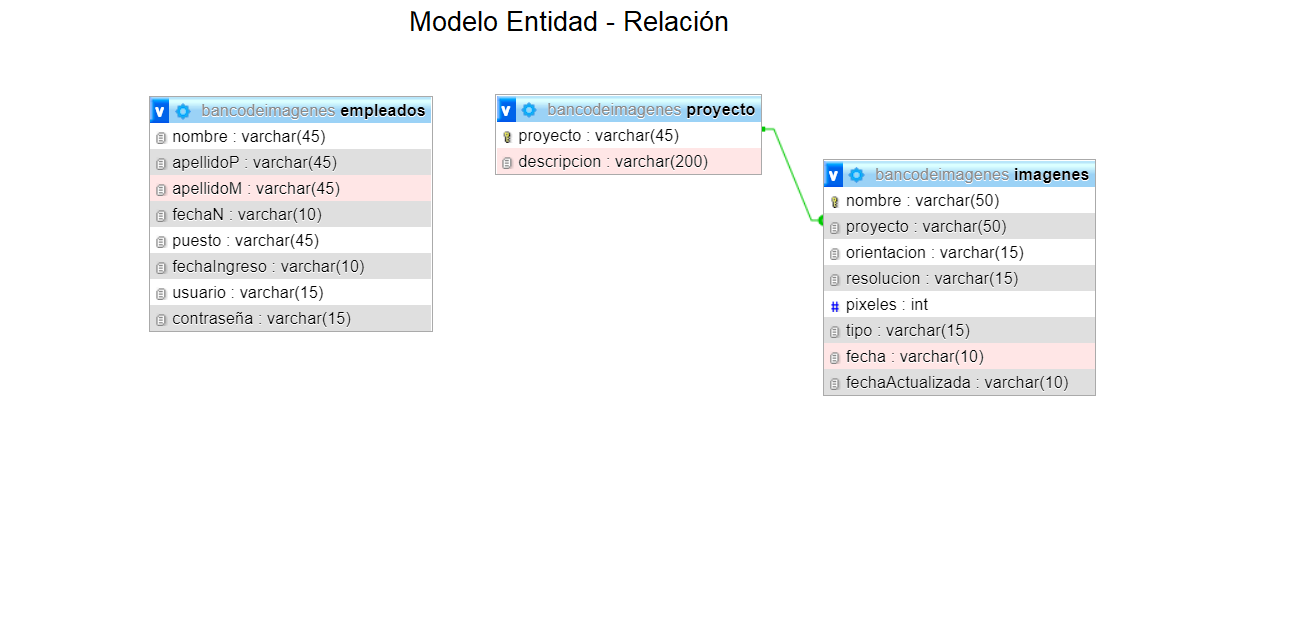 Modelo Entidad - Relación
v bancodeimagenes empleados
nombre : varchar(45)
apellidoP : varchar(45)
apellidoM : varchar(45)
fechaN : varchar(10)
puesto : varchar(45)
fechaIngreso : varchar(10)
usuario : varchar(15)
contraseña : varchar(15)
v bancodeimagenes proyecto
proyecto : varchar(45)
descripcion : varchar(200)
v bancodeimagenes imagenes
nombre : varchar(50)
proyecto : varchar(50)
orientacion : varchar(15)
resolucion : varchar(15)
# pixeles : int
tipo : varchar(15)
fecha : varchar(10)
fechaActualizada : varchar(10)